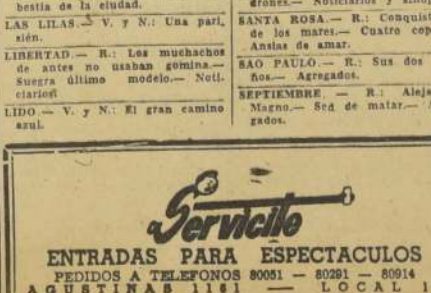 bestia de la ciudad.
LAS LILAS.— V. y N.: Una pari,
sién.
LIBERTAD.— R.: Los muchachos
de antes no usaban gomina.—
Suegra último modelo.— Noti.
ciarios
LIDO — V. y N.: El gran camino
azul.
drones.— Noticiarios y
SANTA ROSA.— R.: Conquist
de los mares.— Cuatro cop
Ansias de amar.
SAO PAULO.— R.: Sus dos
ños.— Agregados.
SEPTIEMBRE. — R.: Aleja
Magno.— Sed de matar.—
gados.
Servicite
ENTRADAS PARA ESPECTACULOS
PEDIDOS A TELEFONOS 80051 — 80291 — 80914
AGUSTINAS 1161 — LOCAL 1